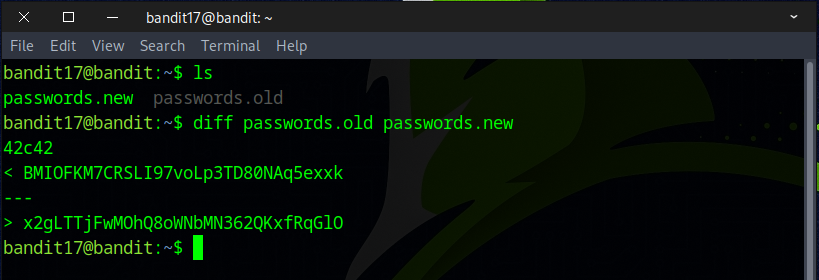 bandit17@bandit: ~
File Edit View Search Terminal Help
bandit17@bandit:~$ ls
passwords.new  passwords.old
bandit17@bandit:~$ diff passwords.old passwords.new
42c42
< BMIOFKM7CRSLI97voLp3TD80NAq5exxk
---
> x2gLTTjFwMOhQ8oWNbMN362QKxfRqGlO
bandit17@bandit:~$